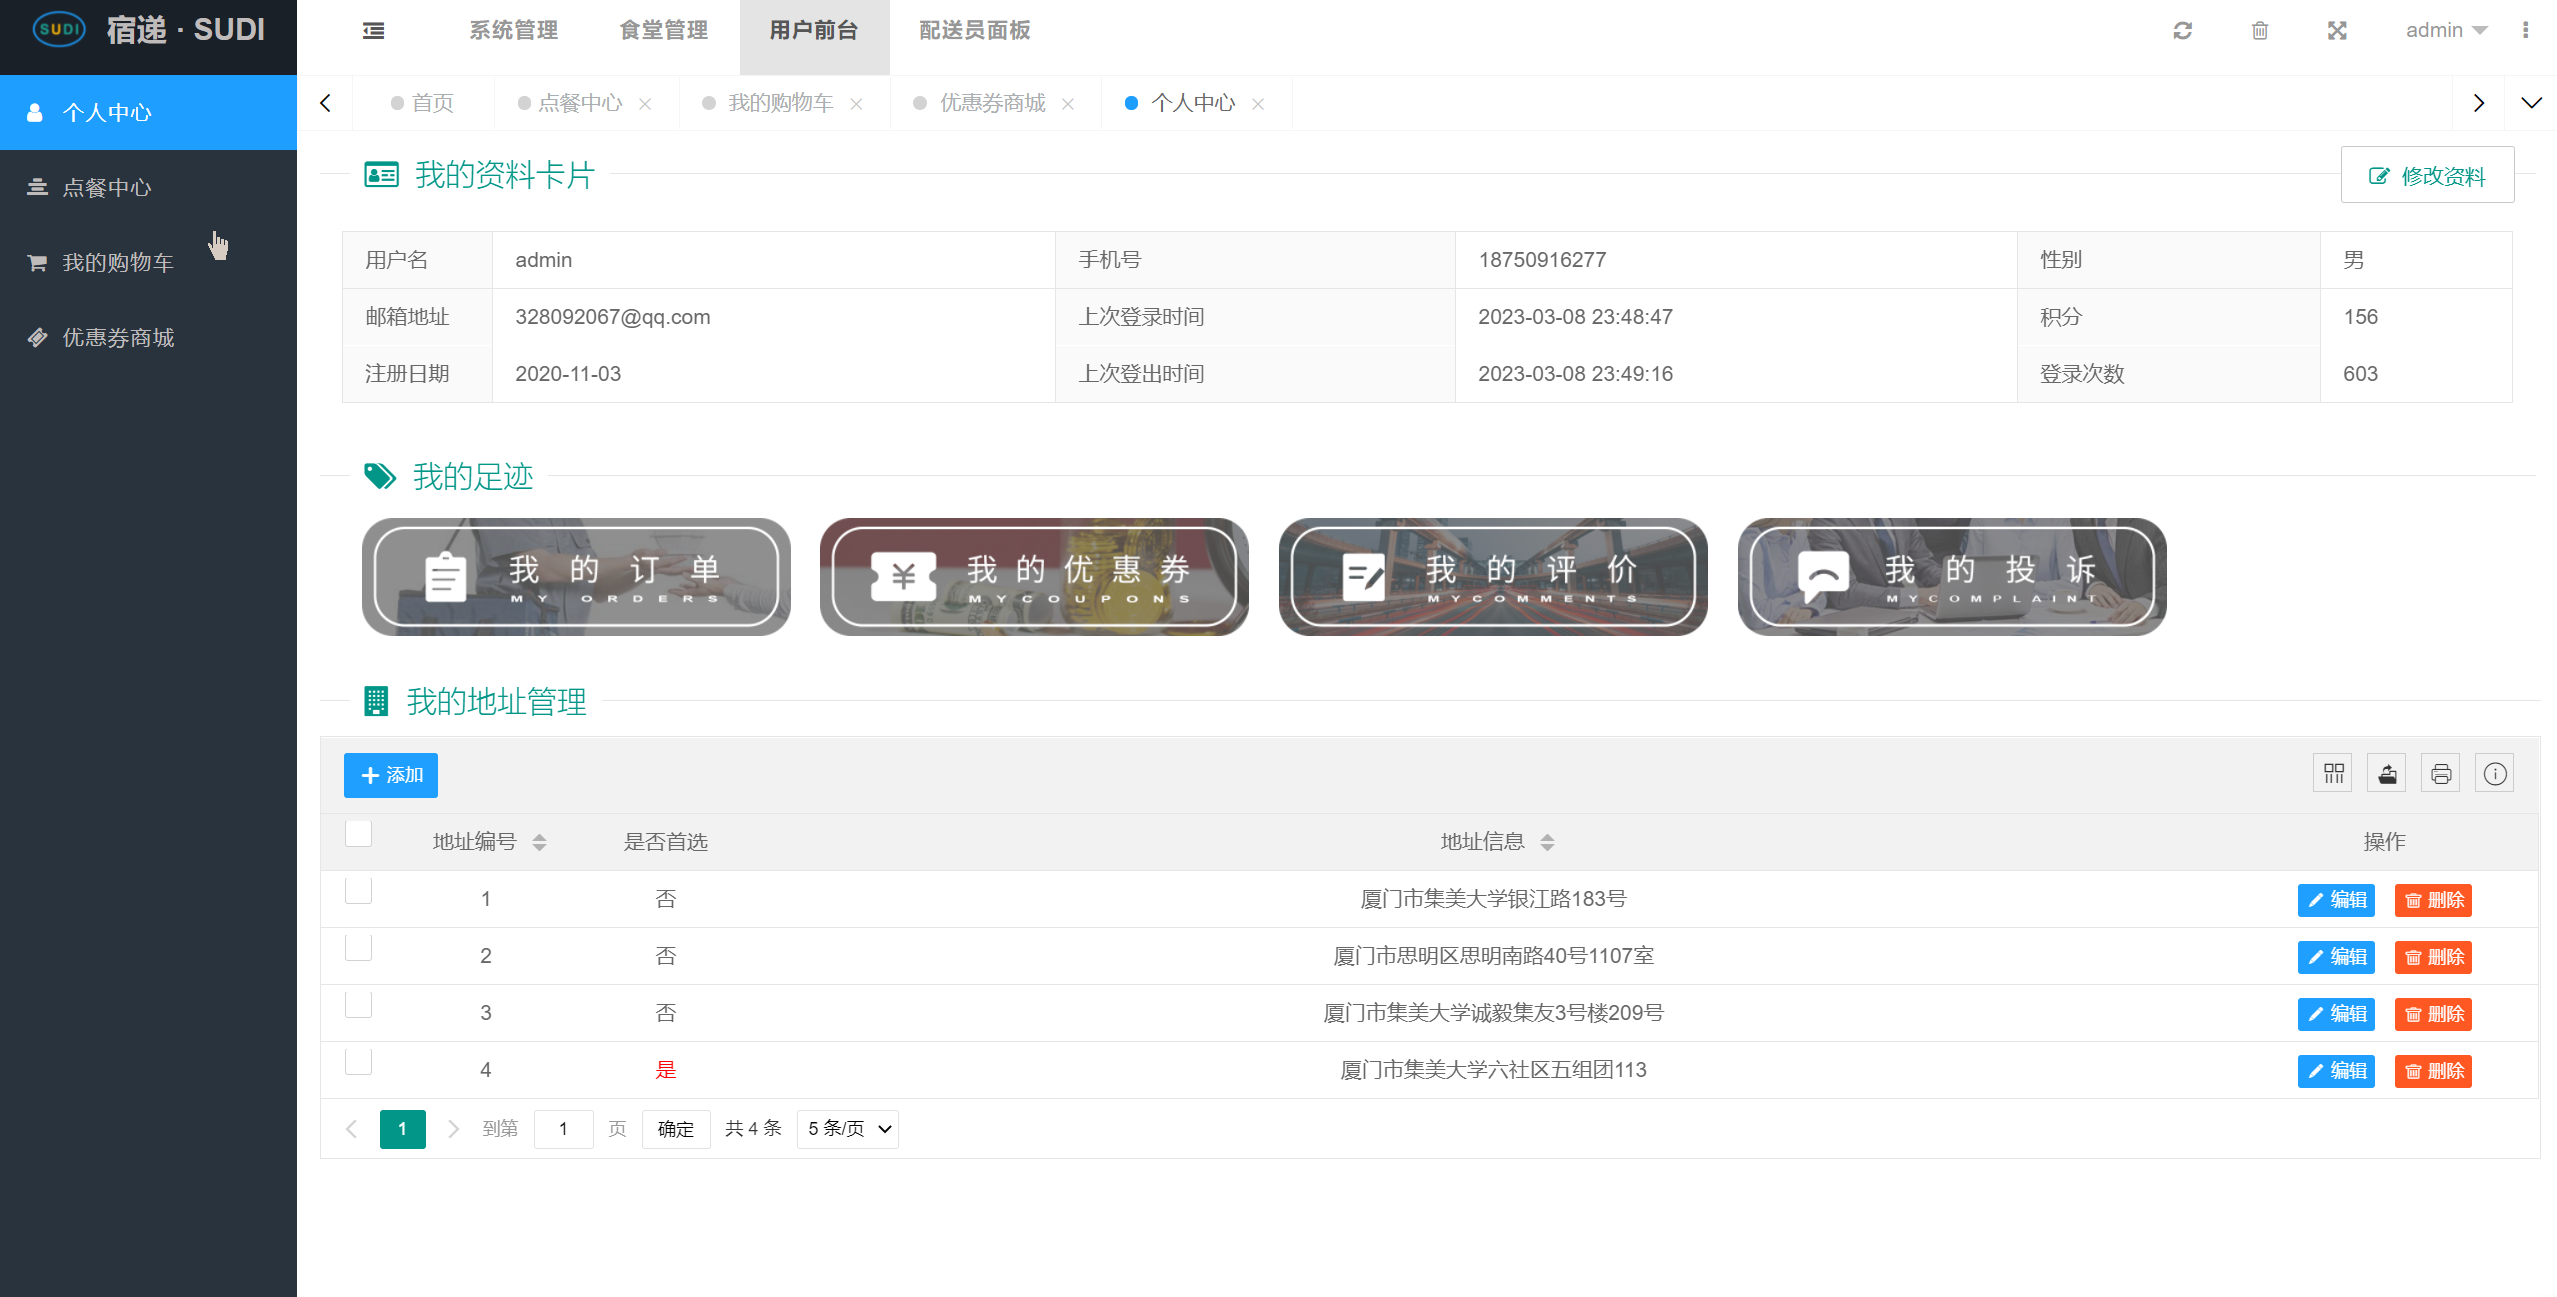 SUDI 宿递 · SUDI
系统管理 食堂管理 用户前台 配送员面板 admin
个人中心
点餐中心
我的购物车
优惠券商城
首页 点餐中心 我的购物车 优惠券商城 个人中心
我的资料卡片 修改资料
用户名 admin 手机号 18750916277 性别 男
邮箱地址 328092067@qq.com 上次登录时间 2023-03-08 23:48:47 积分 156
注册日期 2020-11-03 上次登出时间 2023-03-08 23:49:16 登录次数 603
我的足迹
我的订单 我的优惠券 我的评价 我的投诉
MY ORDERS MYCOUPONS MYCOMMENTS MYCOMPLAINT
我的地址管理
添加
地址编号 是否首选 地址信息 操作
1 否 厦门市集美大学银江路183号 编辑 删除
2 否 厦门市思明区思明南路40号1107室 编辑 删除
3 否 厦门市集美大学诚毅集友3号楼209号 编辑 删除
4 是 厦门市集美大学六社区五组团113 编辑 删除
1 到第 1 页 确定 共 4 条 5 条/页